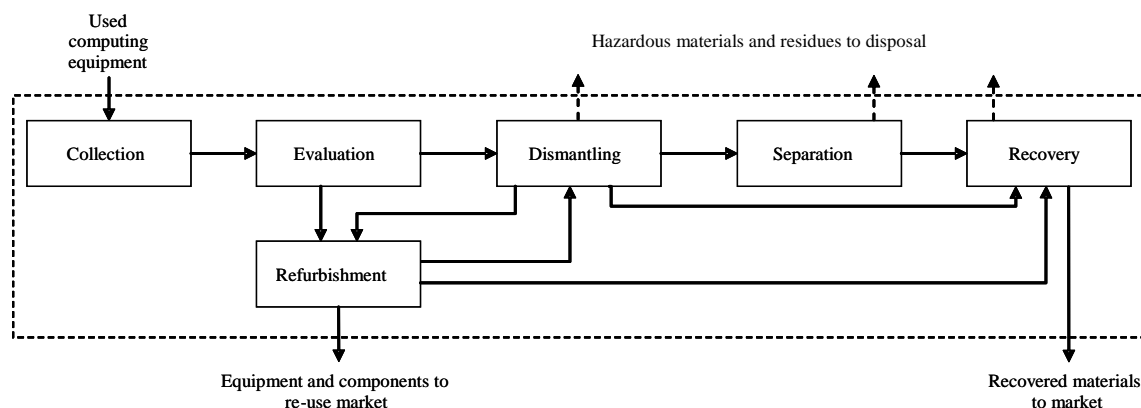 Used
computing
equipment
Hazardous materials and residues to disposal
Collection
Evaluation
Dismantling
Separation
Recovery
Refurbishment
Equipment and components to
re-use market
Recovered materials
to market